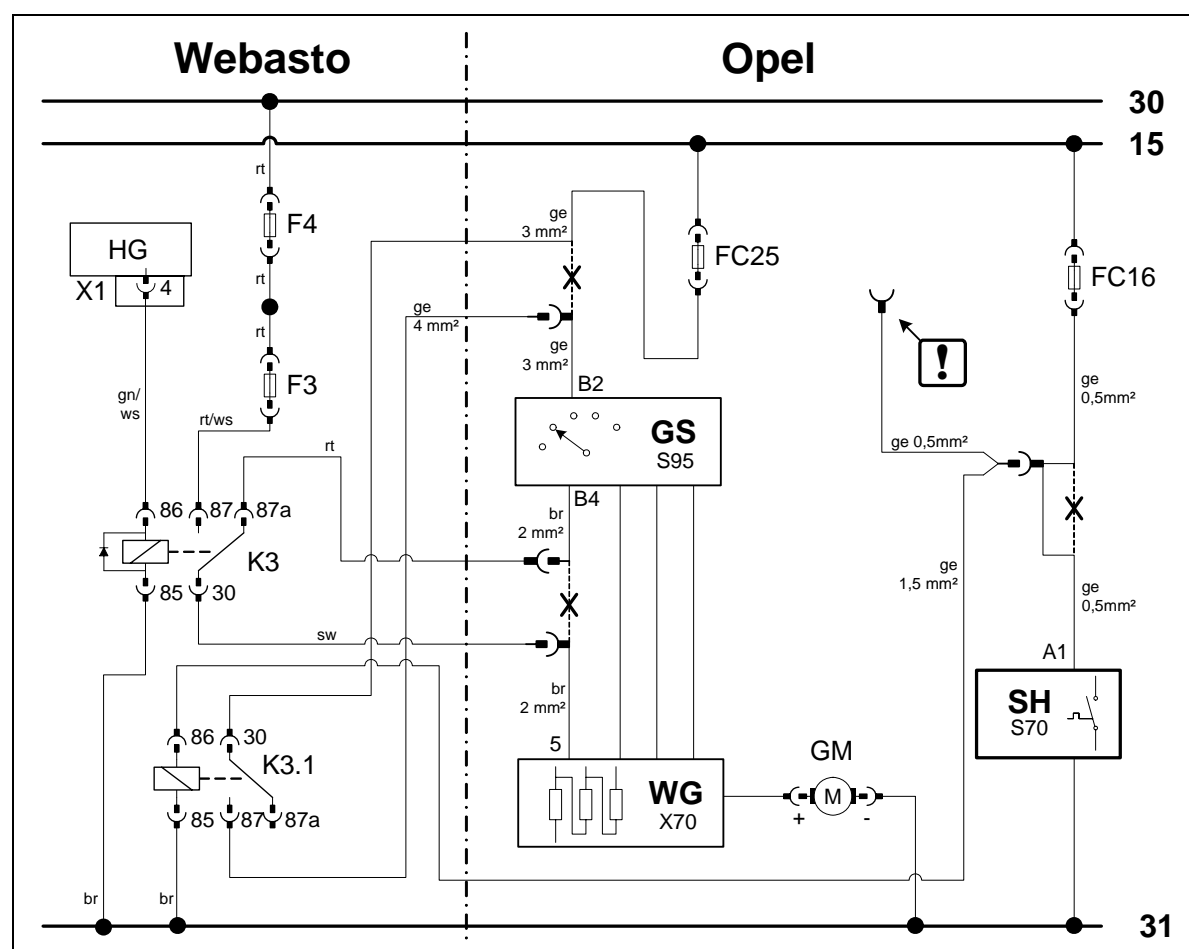 Webasto
Opel
30
15
rt
F4
HG
X1
4
rt
rt
F3
gn/
ws
rt/ws
rt
ge
3 mm²
ge
4 mm²
ge
3 mm²
FC25
FC16
!
ge
0,5mm²
ge 0,5mm²
B2
GS
S95
B4
br
2 mm²
86
87
87a
K3
85
30
sw
ge
1,5 mm²
ge
0,5mm²
A1
SH
S70
br
2 mm²
5
86
30
K3.1
85
87
87a
WG
X70
GM
M
+
-
br
br
31